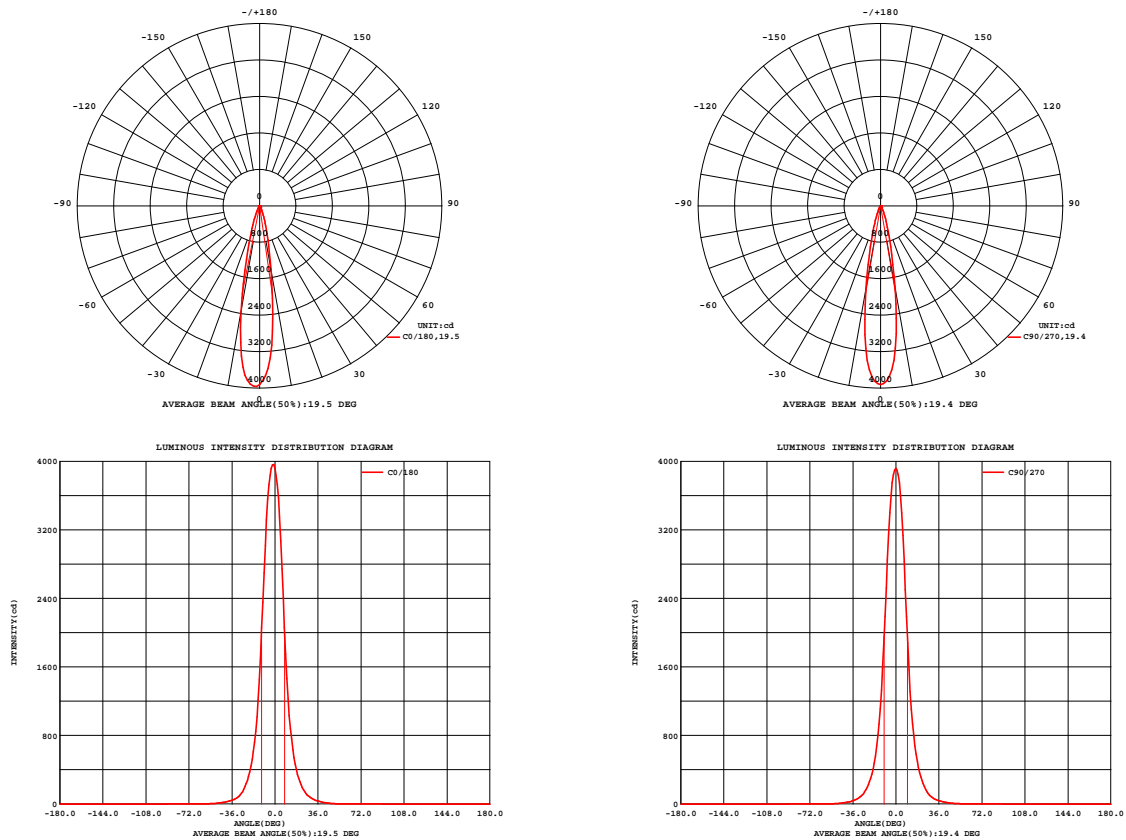 -/+180
-150
150
-120
120
-90
90
0
800
-60
1600
60
2400
UNIT:cd
C0/180,19.5
3200
-30
30
4000
0
AVERAGE BEAM ANGLE(50%):19.5 DEG
-/+180
-150
150
-120
120
-90
90
0
800
-60
1600
60
2400
UNIT:cd
C90/270,19.4
3200
-30
30
4000
0
AVERAGE BEAM ANGLE(50%):19.4 DEG
LUMINOUS INTENSITY DISTRIBUTION DIAGRAM
4000
C0/180
3200
2400
INTENSITY(cd)
1600
800
0
-180.0 -144.0 -108.0 -72.0 -36.0 0.0 36.0 72.0 108.0 144.0 180.0
ANGLE(DEG)
AVERAGE BEAM ANGLE(50%):19.5 DEG
LUMINOUS INTENSITY DISTRIBUTION DIAGRAM
4000
C90/270
3200
2400
INTENSITY(cd)
1600
800
0
-180.0 -144.0 -108.0 -72.0 -36.0 0.0 36.0 72.0 108.0 144.0 180.0
ANGLE(DEG)
AVERAGE BEAM ANGLE(50%):19.4 DEG